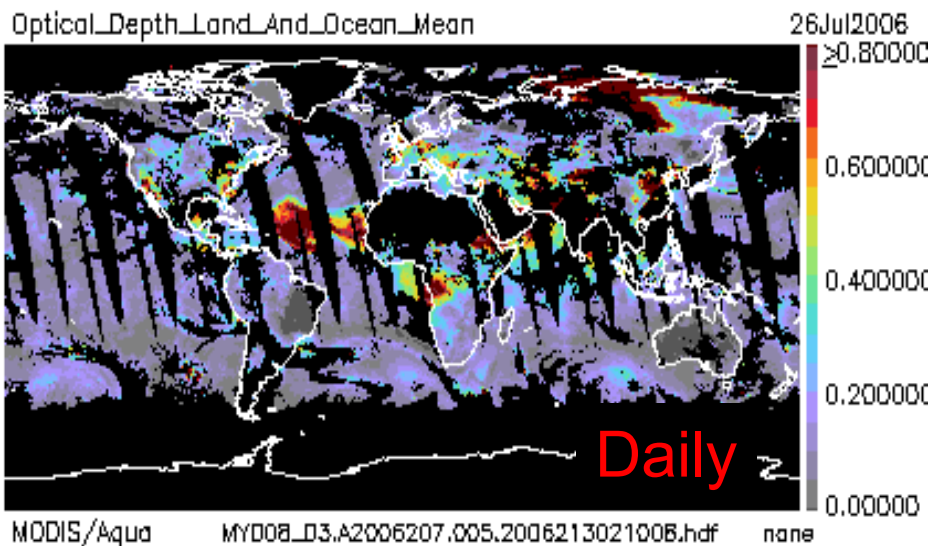 Optical_Depth_Land_And_Ocean_Mean 26Jul2006
≥0.80000
0.600000
0.400000
0.200000
0.00000
Daily
MODIS/Aqua MYD08_D3.A2006207.005.2006213021006.hdf none